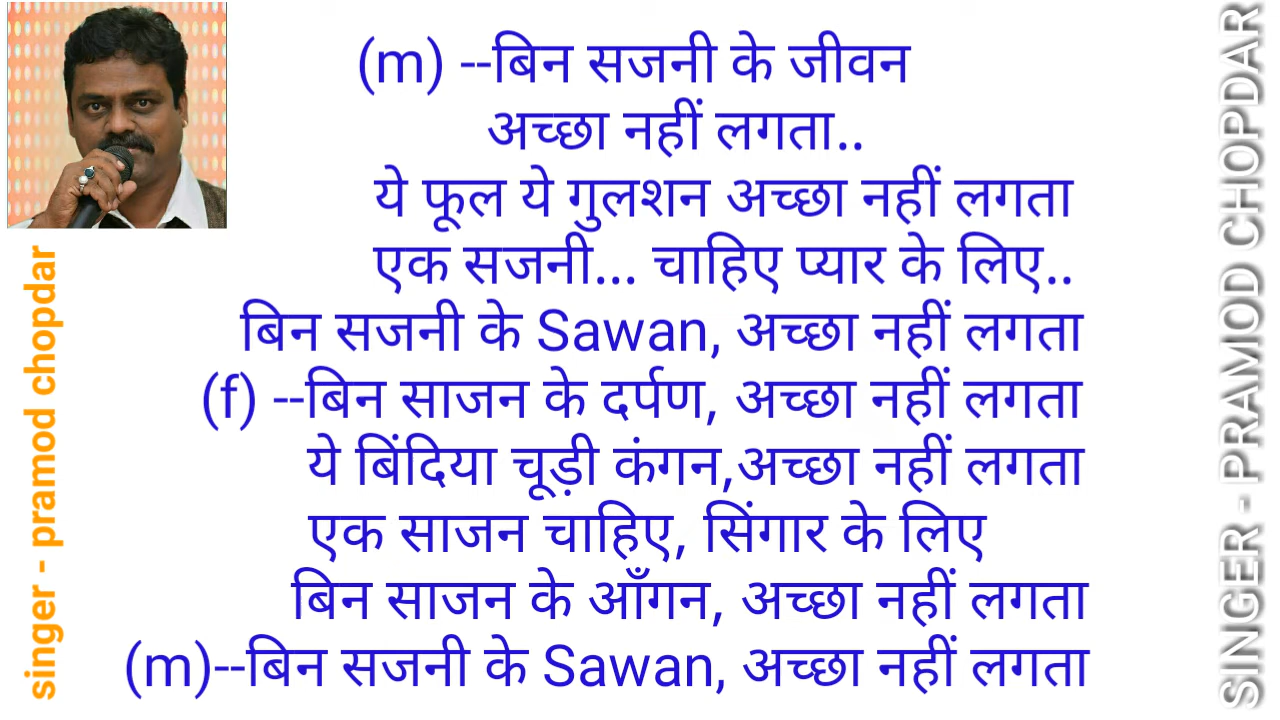 (m) --बिन सजनी के जीवन
अच्छा नहीं लगता..
ये फूल ये गुलशन अच्छा नहीं लगता
एक सजनी... चाहिए प्यार के लिए..
बिन सजनी के Sawan, अच्छा नहीं लगता
(f) --बिन साजन के दर्पण, अच्छा नहीं लगता
ये बिंदिया चूड़ी कंगन,अच्छा नहीं लगता
एक साजन चाहिए, सिंगार के लिए
बिन साजन के आँगन, अच्छा नहीं लगता
(m)--बिन सजनी के Sawan, अच्छा नहीं लगता
singer - pramod chopdar
SINGER - PRAMOD CHOPDAR